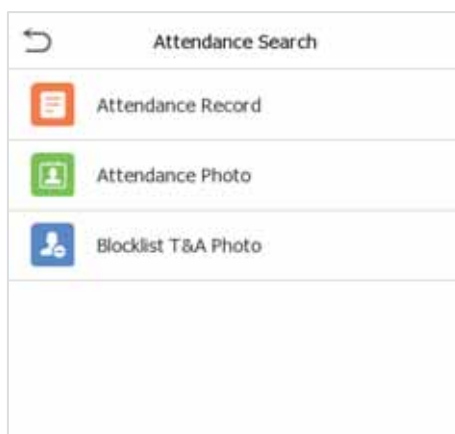 Attendance Search
Attendance Record
Attendance Photo
Blocklist T&A Photo